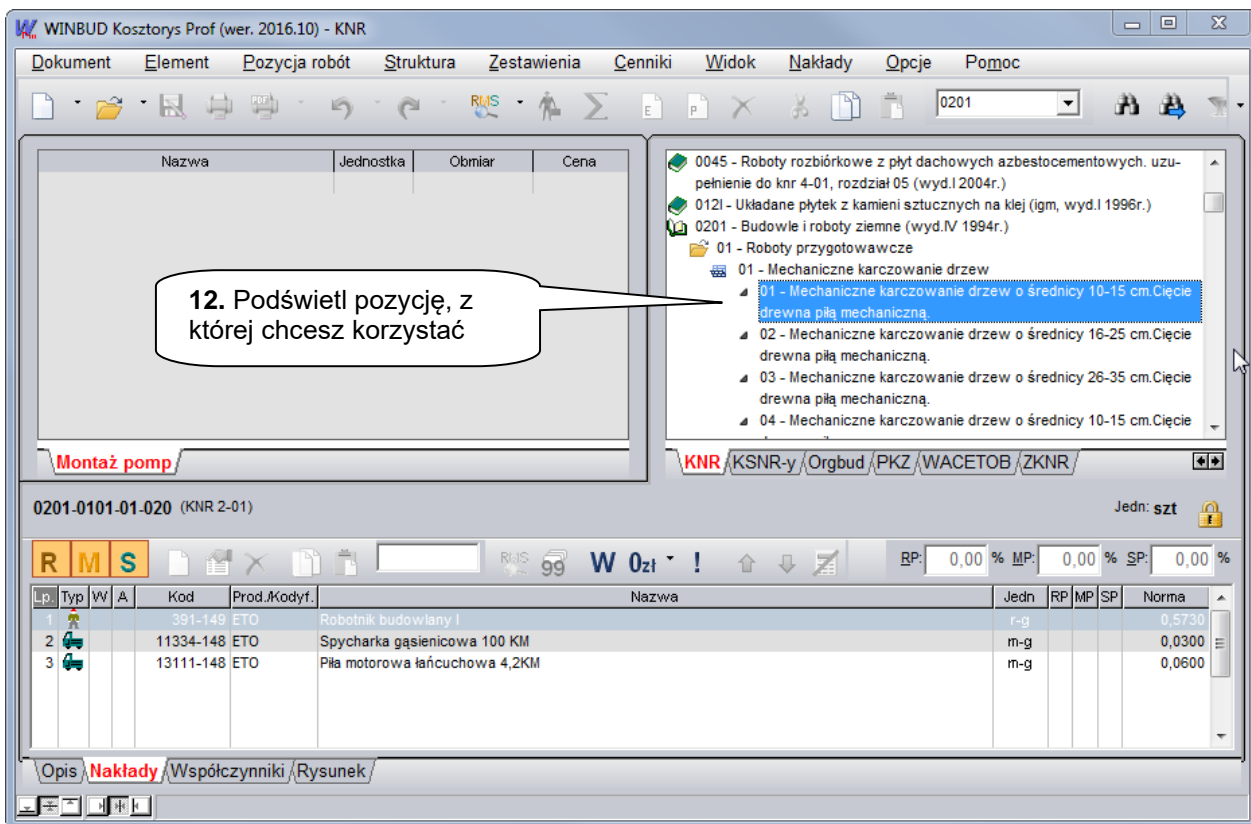 WINBUD Kosztorys Prof (wer. 2016.10) - KNR
Dokument Element Pozycja robót Struktura Zestawienia Cenniki Widok Nakłady Opcje Pomoc
PDF RMS E P 0201
Nazwa Jednostka Obmiar Cena
0045 - Roboty rozbiórkowe z płyt dachowych azbestocementowych. uzu-
pełnienie do knr 4-01, rozdział 05 (wyd.I 2004r.)
012I - Układane płytek z kamieni sztucznych na klej (igm, wyd.I 1996r.)
0201 - Budowle i roboty ziemne (wyd.IV 1994r.)
01 - Roboty przygotowawcze
01 - Mechaniczne karczowanie drzew
01 - Mechaniczne karczowanie drzew o średnicy 10-15 cm.Cięcie
drewna piłą mechaniczną.
02 - Mechaniczne karczowanie drzew o średnicy 16-25 cm.Cięcie
drewna piłą mechaniczną.
03 - Mechaniczne karczowanie drzew o średnicy 26-35 cm.Cięcie
drewna piłą mechaniczną.
04 - Mechaniczne karczowanie drzew o średnicy 10-15 cm.Cięcie
12. Podświetl pozycję, z
której chcesz korzystać
Montaż pomp
KNR KSNR-y Orgbud PKZ WACETOB ZKNR
0201-0101-01-020 (KNR 2-01) Jedn: szt
R M S RMS 99 W 0zł ! RP: 0,00 % MP: 0,00 % SP: 0,00 %
Lp. Typ W A Kod Prod./Kodyf. Nazwa Jedn RP MP SP Norma
1 391-149 ETO Robotnik budowlany I r-g 0,5730
2 11334-148 ETO Spycharka gąsienicowa 100 KM m-g 0,0300
3 13111-148 ETO Piła motorowa łańcuchowa 4,2KM m-g 0,0600
Opis Nakłady Współczynniki Rysunek